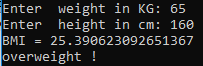 Enter  weight in KG: 65
Enter  height in cm: 160
BMI = 25.390623092651367
overweight !